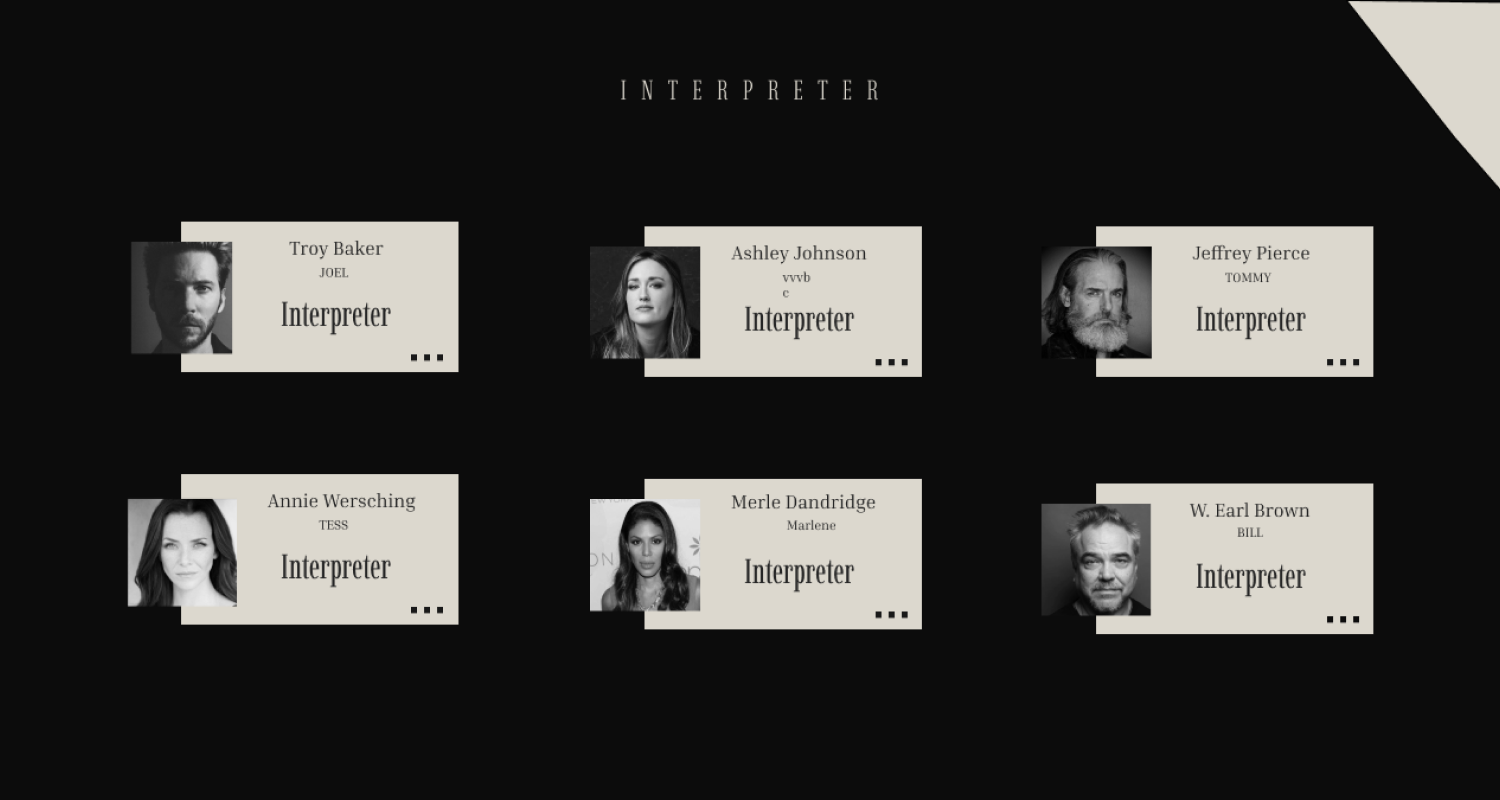 INTERPRETER
Troy Baker
JOEL
Interpreter
Ashley Johnson
vvvb
c
Interpreter
Jeffrey Pierce
TOMMY
Interpreter
Annie Wersching
TESS
Interpreter
Merle Dandridge
Marlene
Interpreter
W. Earl Brown
BILL
Interpreter